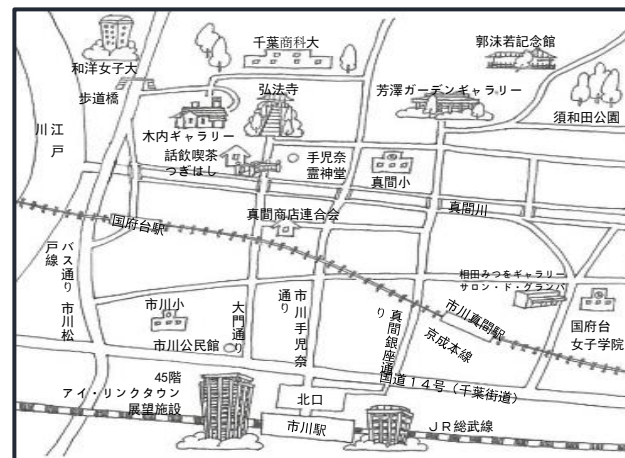 和洋女子大
千葉商科大
郭沫若記念館
歩道橋
弘法寺
芳澤ガーデンギャラリー
須和田公園
木内ギャラリー
江戸川
話飲喫茶
つぎはし
手児奈
霊神堂
真間小
真間川
国府台駅
真間商店連合会
バス通り 市川松戸線
相田みつをギャラリー
サロン・ド・グランパ
市川小
大門通り
市川手児奈通り
真間銀座通り
市川真間駅
京成本線
国府台
女子学院
市川公民館
国道14号(千葉街道)
45階
アイ・リンクタウン
展望施設
北口
市川駅
JR総武線